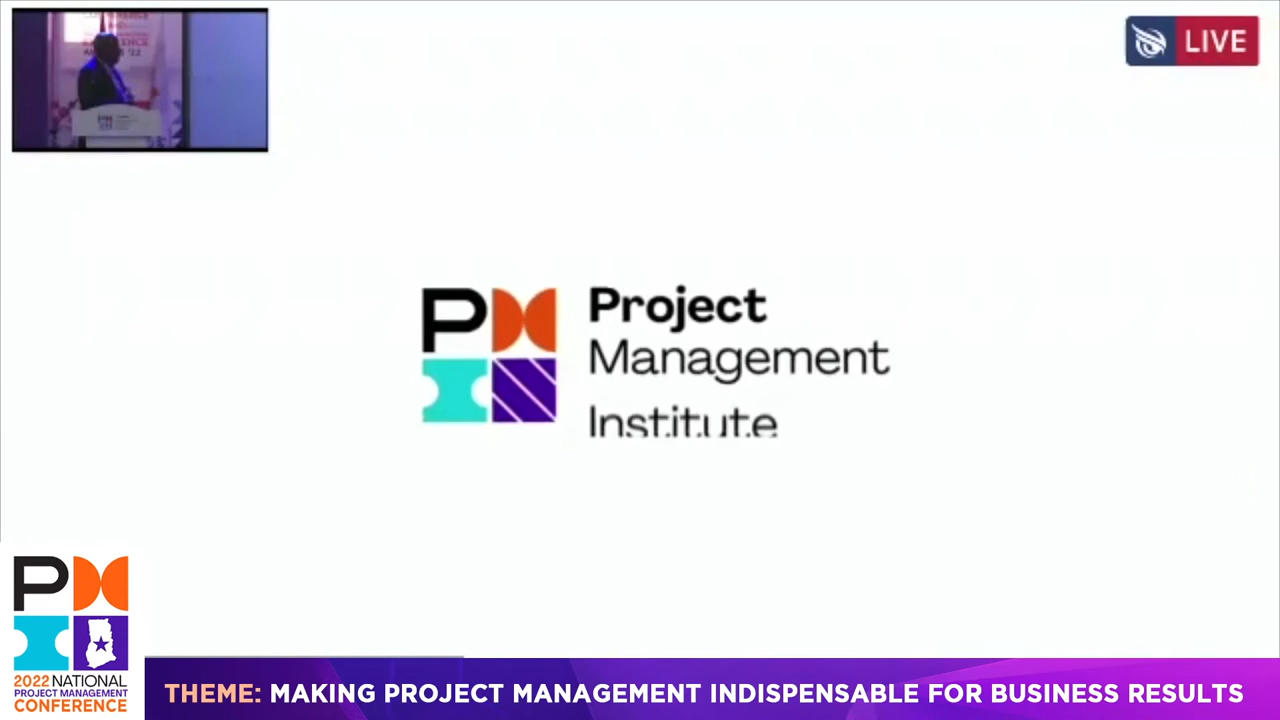 LIVE
Project
Management
Institute
2022 NATIONAL
PROJECT MANAGEMENT
CONFERENCE
THEME: MAKING PROJECT MANAGEMENT INDISPENSABLE FOR BUSINESS RESULTS